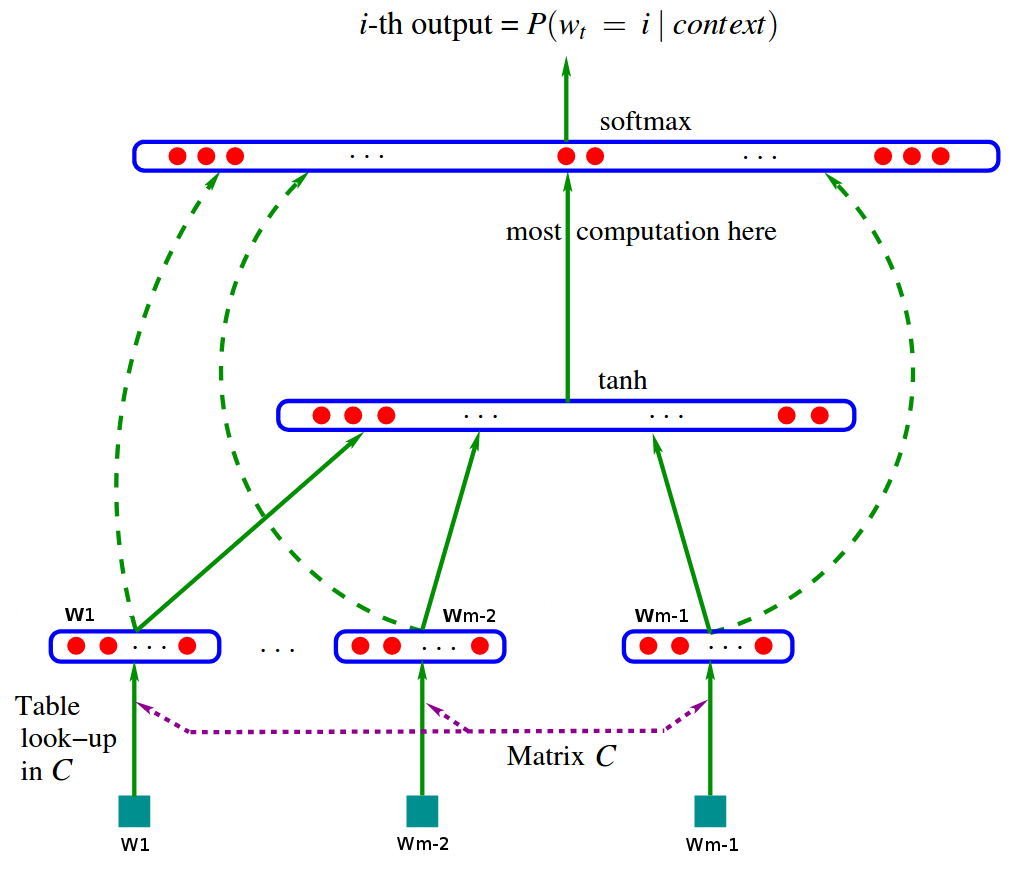 i-th output = P(w_t = i | context)
softmax
. . .
. . .
most computation here
tanh
. . .
. . .
W1
Wm-2
Wm-1
. . .
. . .
. . .
. . .
Table
look–up
in C
Matrix C
W1
Wm-2
Wm-1